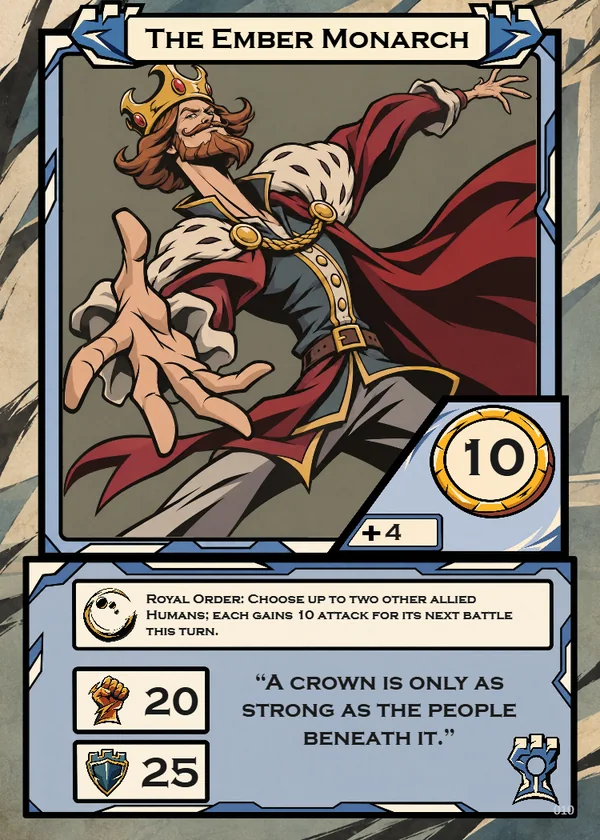 The Ember Monarch
10
+4
Royal Order: Choose up to two other allied
Humans; each gains 10 attack for its next battle
this turn.
20
25
“A crown is only as
strong as the people
beneath it.”
010